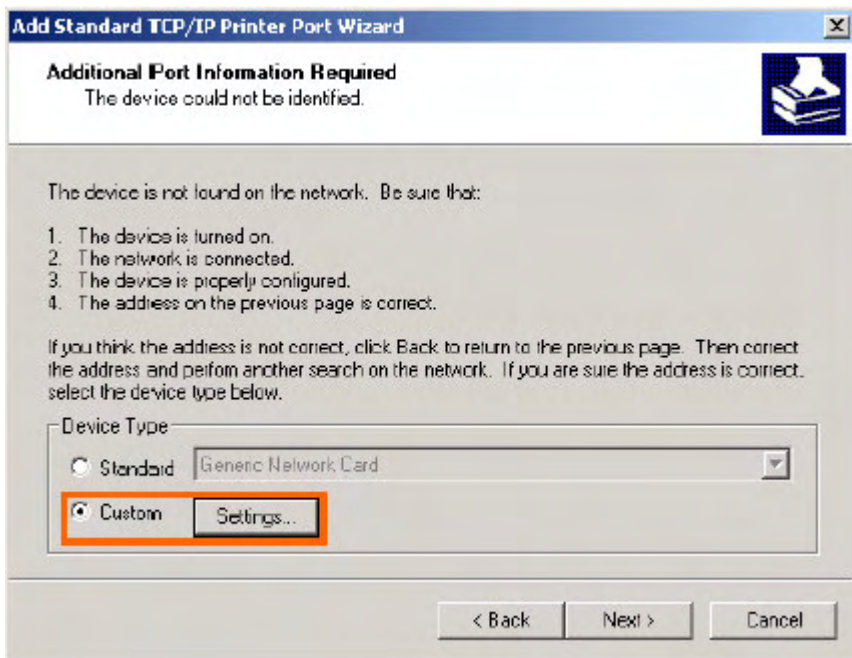 Add Standard TCP/IP Printer Port Wizard
Additional Port Information Required
The device could not be identified.
The device is not found on the network. Be sure that:
1. The device is turned on.
2. The network is connected.
3. The device is properly configured.
4. The address on the previous page is correct.
If you think the address is not correct, click Back to return to the previous page. Then correct
the address and perfom another search on the network. If you are sure the address is correct,
select the device type below.
Device Type
Standard Generic Network Card
Custom Settings...
< Back Next > Cancel